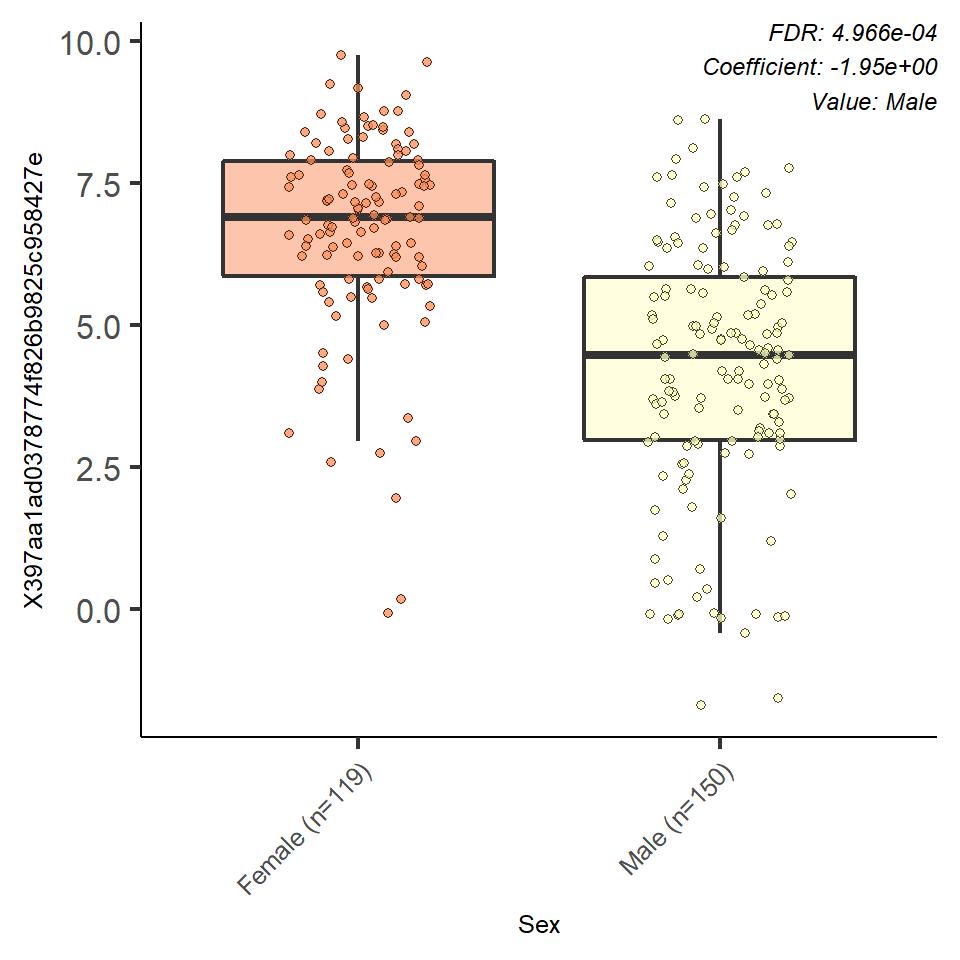 FDR: 4.966e-04
Coefficient: -1.95e+00
Value: Male
10.0
7.5
5.0
2.5
0.0
X397aa1ad0378774f826b9825c958427e
Female (n=119)
Male (n=150)
Sex